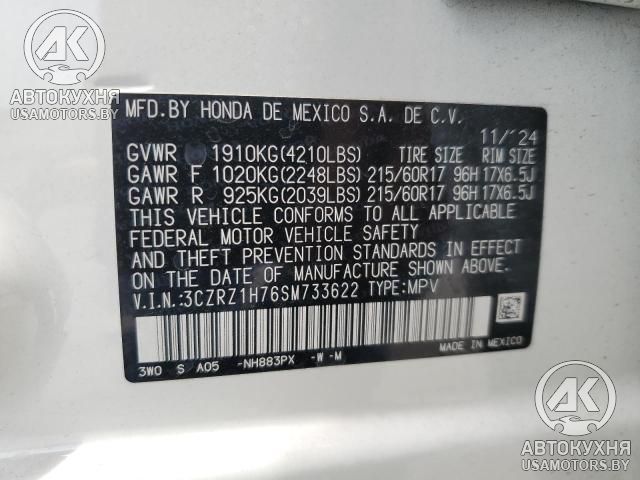 AK
АВТОКУХНЯ
USAMOTORS.BY
MFD.BY HONDA DE MEXICO S.A. DE C.V.
11/'24
GVWR 1910KG(4210LBS) TIRE SIZE RIM SIZE
GAWR F 1020KG(2248LBS) 215/60R17 96H 17X6.5J
GAWR R 925KG(2039LBS) 215/60R17 96H 17X6.5J
THIS VEHICLE CONFORMS TO ALL APPLICABLE
FEDERAL MOTOR VEHICLE SAFETY
AND THEFT PREVENTION STANDARDS IN EFFECT
ON THE DATE OF MANUFACTURE SHOWN ABOVE.
V.I.N.:3CZRZ1H76SM733622 TYPE:MPV
3W0 S A05 -NH883PX -W -M
MADE IN MEXICO
AK
АВТОКУХНЯ
USAMOTORS.BY